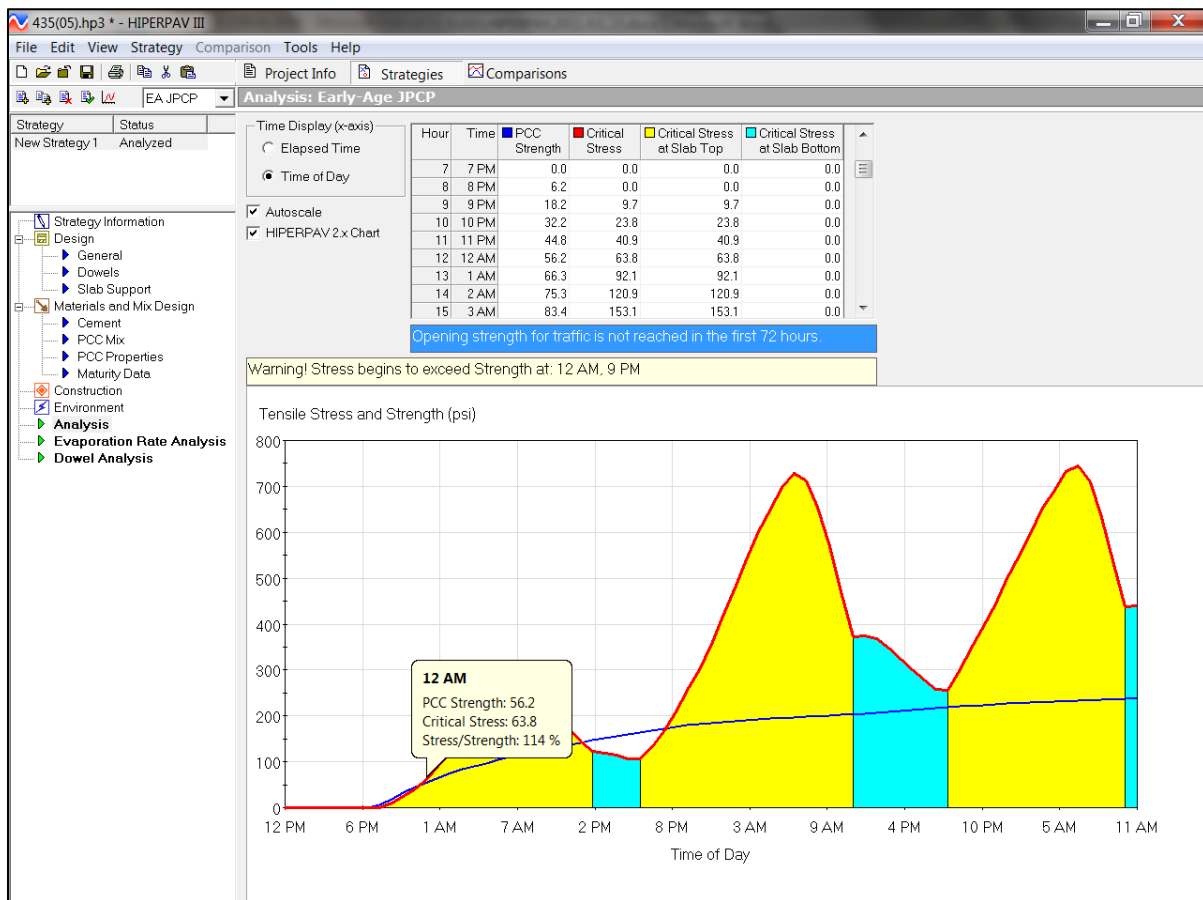 435(05).hp3 * - HIPERPAV III
File Edit View Strategy Comparison Tools Help
Project Info Strategies Comparisons
EA JPCP
Analysis: Early-Age JPCP
Strategy Status
New Strategy 1 Analyzed
Strategy Information
Design
General
Dowels
Slab Support
Materials and Mix Design
Cement
PCC Mix
PCC Properties
Maturity Data
Construction
Environment
Analysis
Evaporation Rate Analysis
Dowel Analysis
Time Display (x-axis)
Elapsed Time
Time of Day
Autoscale
HIPERPAV 2.x Chart
Hour Time PCC Strength Critical Stress Critical Stress at Slab Top Critical Stress at Slab Bottom
7 7 PM 0.0 0.0 0.0 0.0
8 8 PM 6.2 0.0 0.0 0.0
9 9 PM 18.2 9.7 9.7 0.0
10 10 PM 32.2 23.8 23.8 0.0
11 11 PM 44.8 40.9 40.9 0.0
12 12 AM 56.2 63.8 63.8 0.0
13 1 AM 66.3 92.1 92.1 0.0
14 2 AM 75.3 120.9 120.9 0.0
15 3 AM 83.4 153.1 153.1 0.0
Opening strength for traffic is not reached in the first 72 hours.
Warning! Stress begins to exceed Strength at: 12 AM, 9 PM
Tensile Stress and Strength (psi)
800
700
600
500
400
300
200
100
0
12 AM
PCC Strength: 56.2
Critical Stress: 63.8
Stress/Strength: 114 %
12 PM 6 PM 1 AM 7 AM 2 PM 8 PM 3 AM 9 AM 4 PM 10 PM 5 AM 11 AM
Time of Day